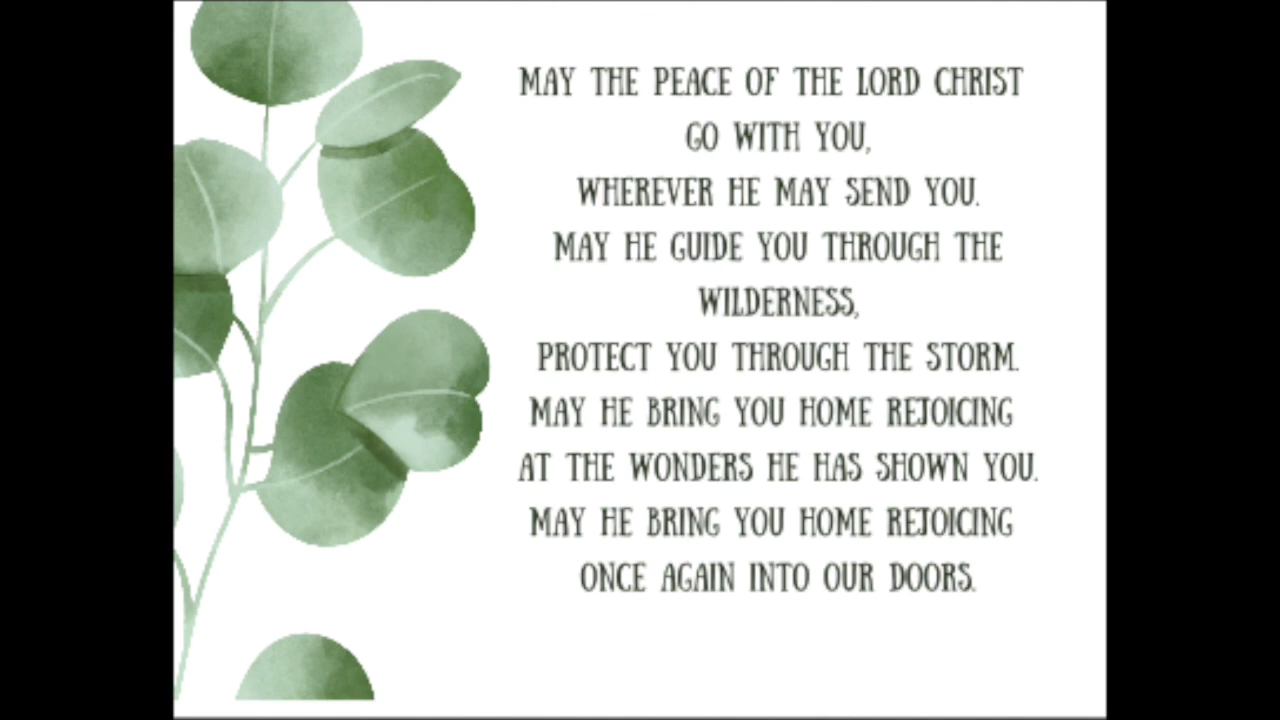 MAY THE PEACE OF THE LORD CHRIST
GO WITH YOU,
WHEREVER HE MAY SEND YOU.
MAY HE GUIDE YOU THROUGH THE
WILDERNESS,
PROTECT YOU THROUGH THE STORM.
MAY HE BRING YOU HOME REJOICING
AT THE WONDERS HE HAS SHOWN YOU.
MAY HE BRING YOU HOME REJOICING
ONCE AGAIN INTO OUR DOORS.